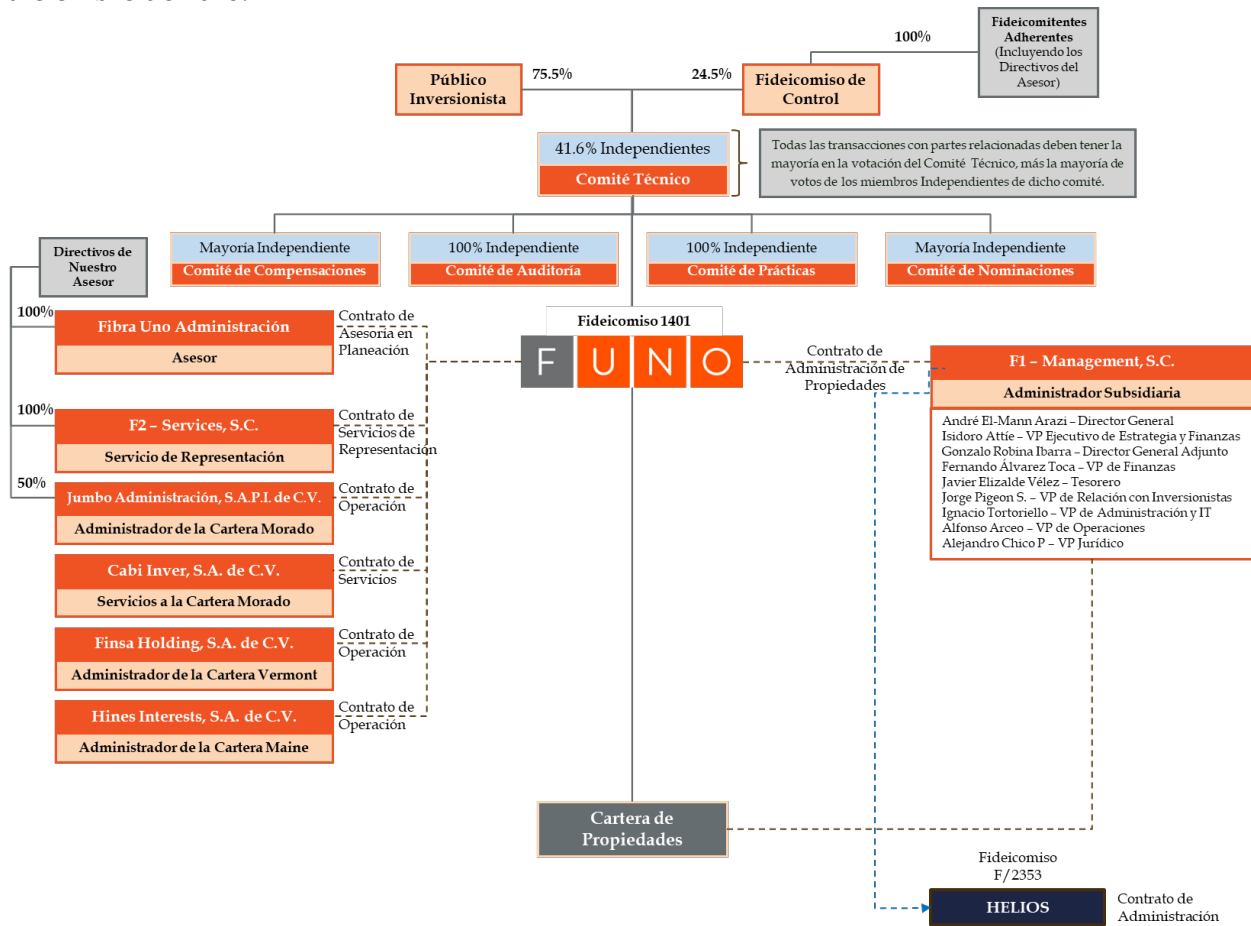 Fideicomitentes
Adherentes
(Incluyendo los
Directivos del
Asesor)
100%
Público
Inversionista
75.5%
24.5%
Fideicomiso de
Control
41.6% Independientes
Comité Técnico
Todas las transacciones con partes relacionadas deben tener la
mayoría en la votación del Comité Técnico, más la mayoría de
votos de los miembros Independientes de dicho comité.
Directivos de
Nuestro
Asesor
Mayoría Independiente
Comité de Compensaciones
100% Independiente
Comité de Auditoría
100% Independiente
Comité de Prácticas
Mayoría Independiente
Comité de Nominaciones
100%
Fibra Uno Administración
Asesor
Contrato de
Asesoría en
Planeación
Fideicomiso 1401
FUNO
Contrato de
Administración de
Propiedades
F1 – Management, S.C.
Administrador Subsidiaria
André El-Mann Arazi – Director General
Isidoro Attíe – VP Ejecutivo de Estrategia y Finanzas
Gonzalo Robina Ibarra – Director General Adjunto
Fernando Álvarez Toca – VP de Finanzas
Javier Elizalde Vélez – Tesorero
Jorge Pigeon S. – VP de Relación con Inversionistas
Ignacio Tortoriello – VP de Administración y IT
Alfonso Arceo – VP de Operaciones
Alejandro Chico P – VP Jurídico
100%
F2 – Services, S.C.
Servicio de Representación
Contrato de
Servicios de
Representación
50%
Jumbo Administración, S.A.P.I. de C.V.
Administrador de la Cartera Morado
Contrato de
Operación
Cabi Inver, S.A. de C.V.
Servicios a la Cartera Morado
Contrato de
Servicios
Finsa Holding, S.A. de C.V.
Administrador de la Cartera Vermont
Contrato de
Operación
Hines Interests, S.A. de C.V.
Administrador de la Cartera Maine
Contrato de
Operación
Cartera de
Propiedades
Fideicomiso
F/2353
HELIOS
Contrato de
Administración